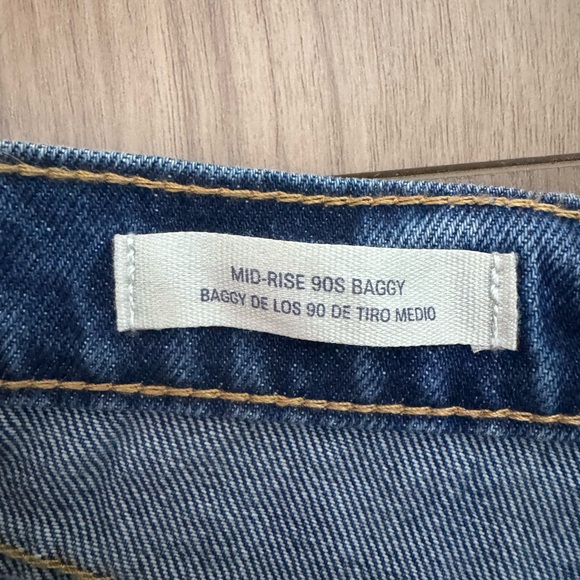 MID-RISE 90S BAGGY
BAGGY DE LOS 90 DE TIRO MEDIO